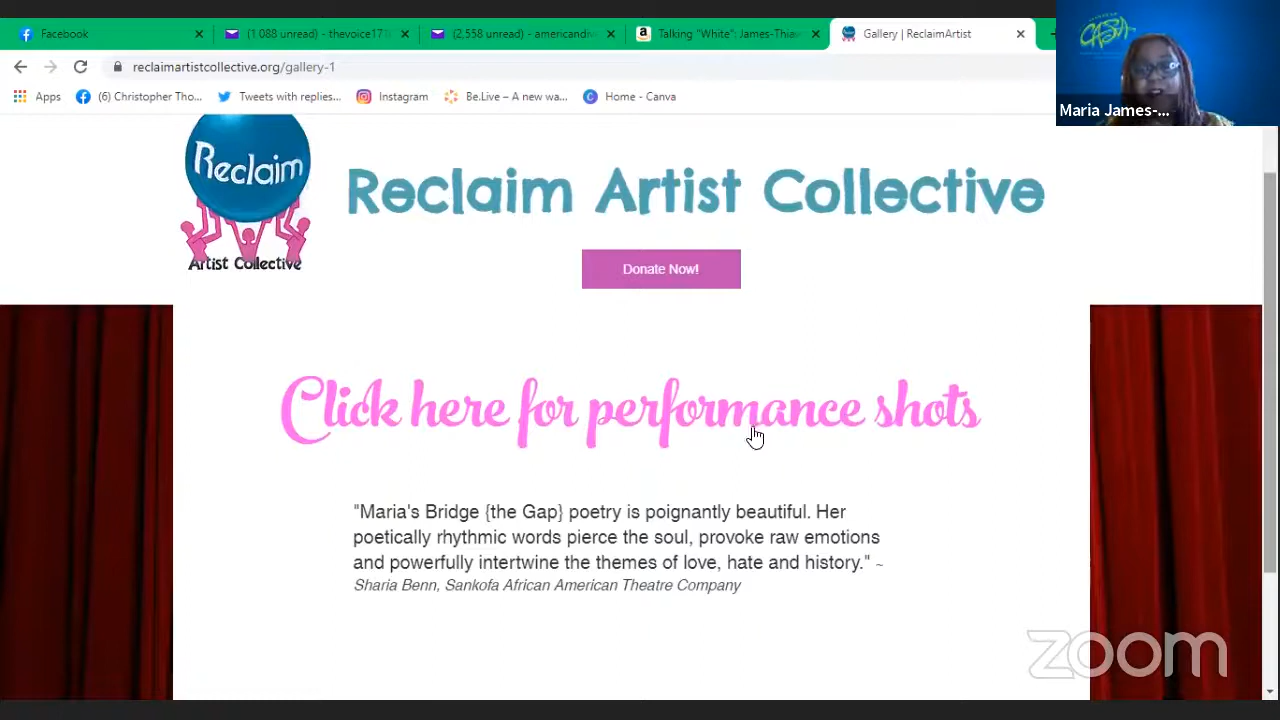 Facebook
(1,088 unread) - thevoice171
(2,558 unread) - americandiv
Talking "White": James-Thiaw
Gallery | ReclaimArtist
reclaimartistcollective.org/gallery-1
Apps
(6) Christopher Tho...
Tweets with replies...
Instagram
Be.Live – A new wa...
Home - Canva
CASA
Maria James-...
Reclaim
Artist Collective
Reclaim Artist Collective
Donate Now!
Click here for performance shots
"Maria's Bridge {the Gap} poetry is poignantly beautiful. Her
poetically rhythmic words pierce the soul, provoke raw emotions
and powerfully intertwine the themes of love, hate and history." ~
Sharia Benn, Sankofa African American Theatre Company
zoom